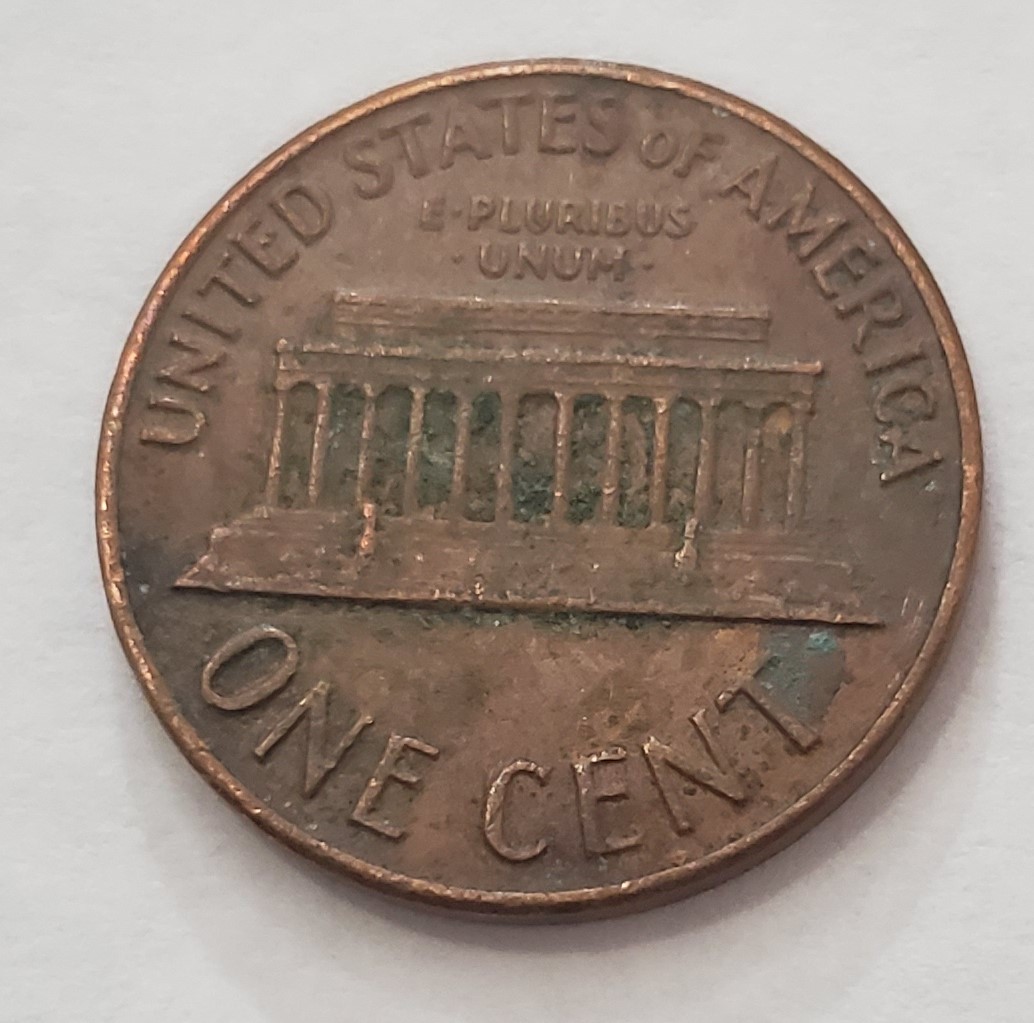 UNITED STATES OF AMERICA
E·PLURIBUS
·UNUM·
ONE CENT